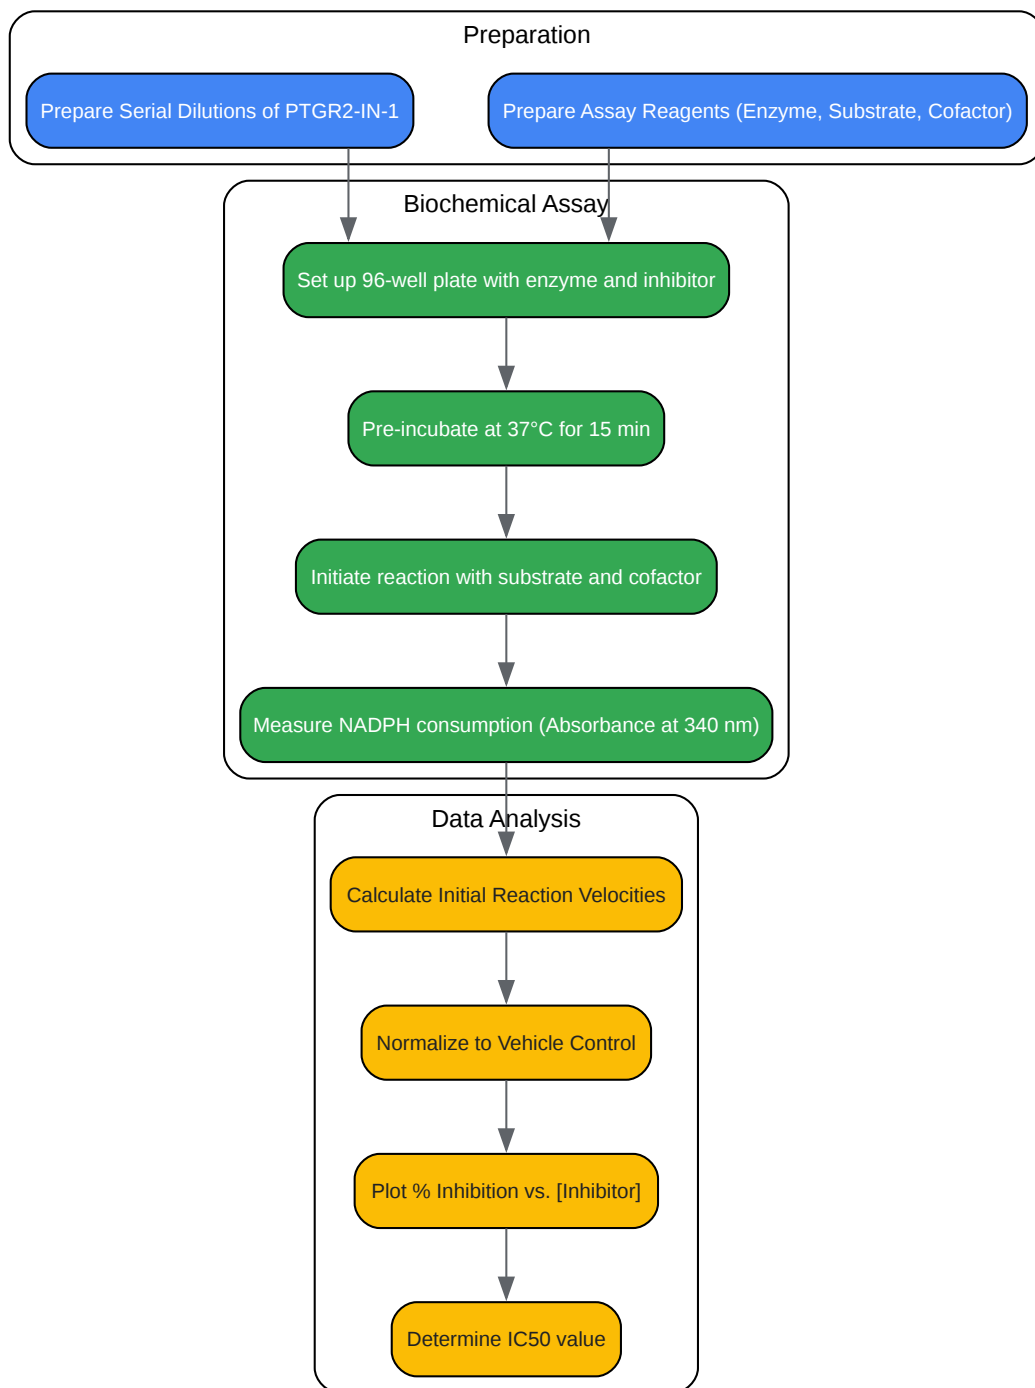 Preparation
Prepare Serial Dilutions of PTGR2-IN-1
Prepare Assay Reagents (Enzyme, Substrate, Cofactor)
Biochemical Assay
Set up 96-well plate with enzyme and inhibitor
Pre-incubate at 37°C for 15 min
Initiate reaction with substrate and cofactor
Measure NADPH consumption (Absorbance at 340 nm)
Data Analysis
Calculate Initial Reaction Velocities
Normalize to Vehicle Control
Plot % Inhibition vs. [Inhibitor]
Determine IC50 value